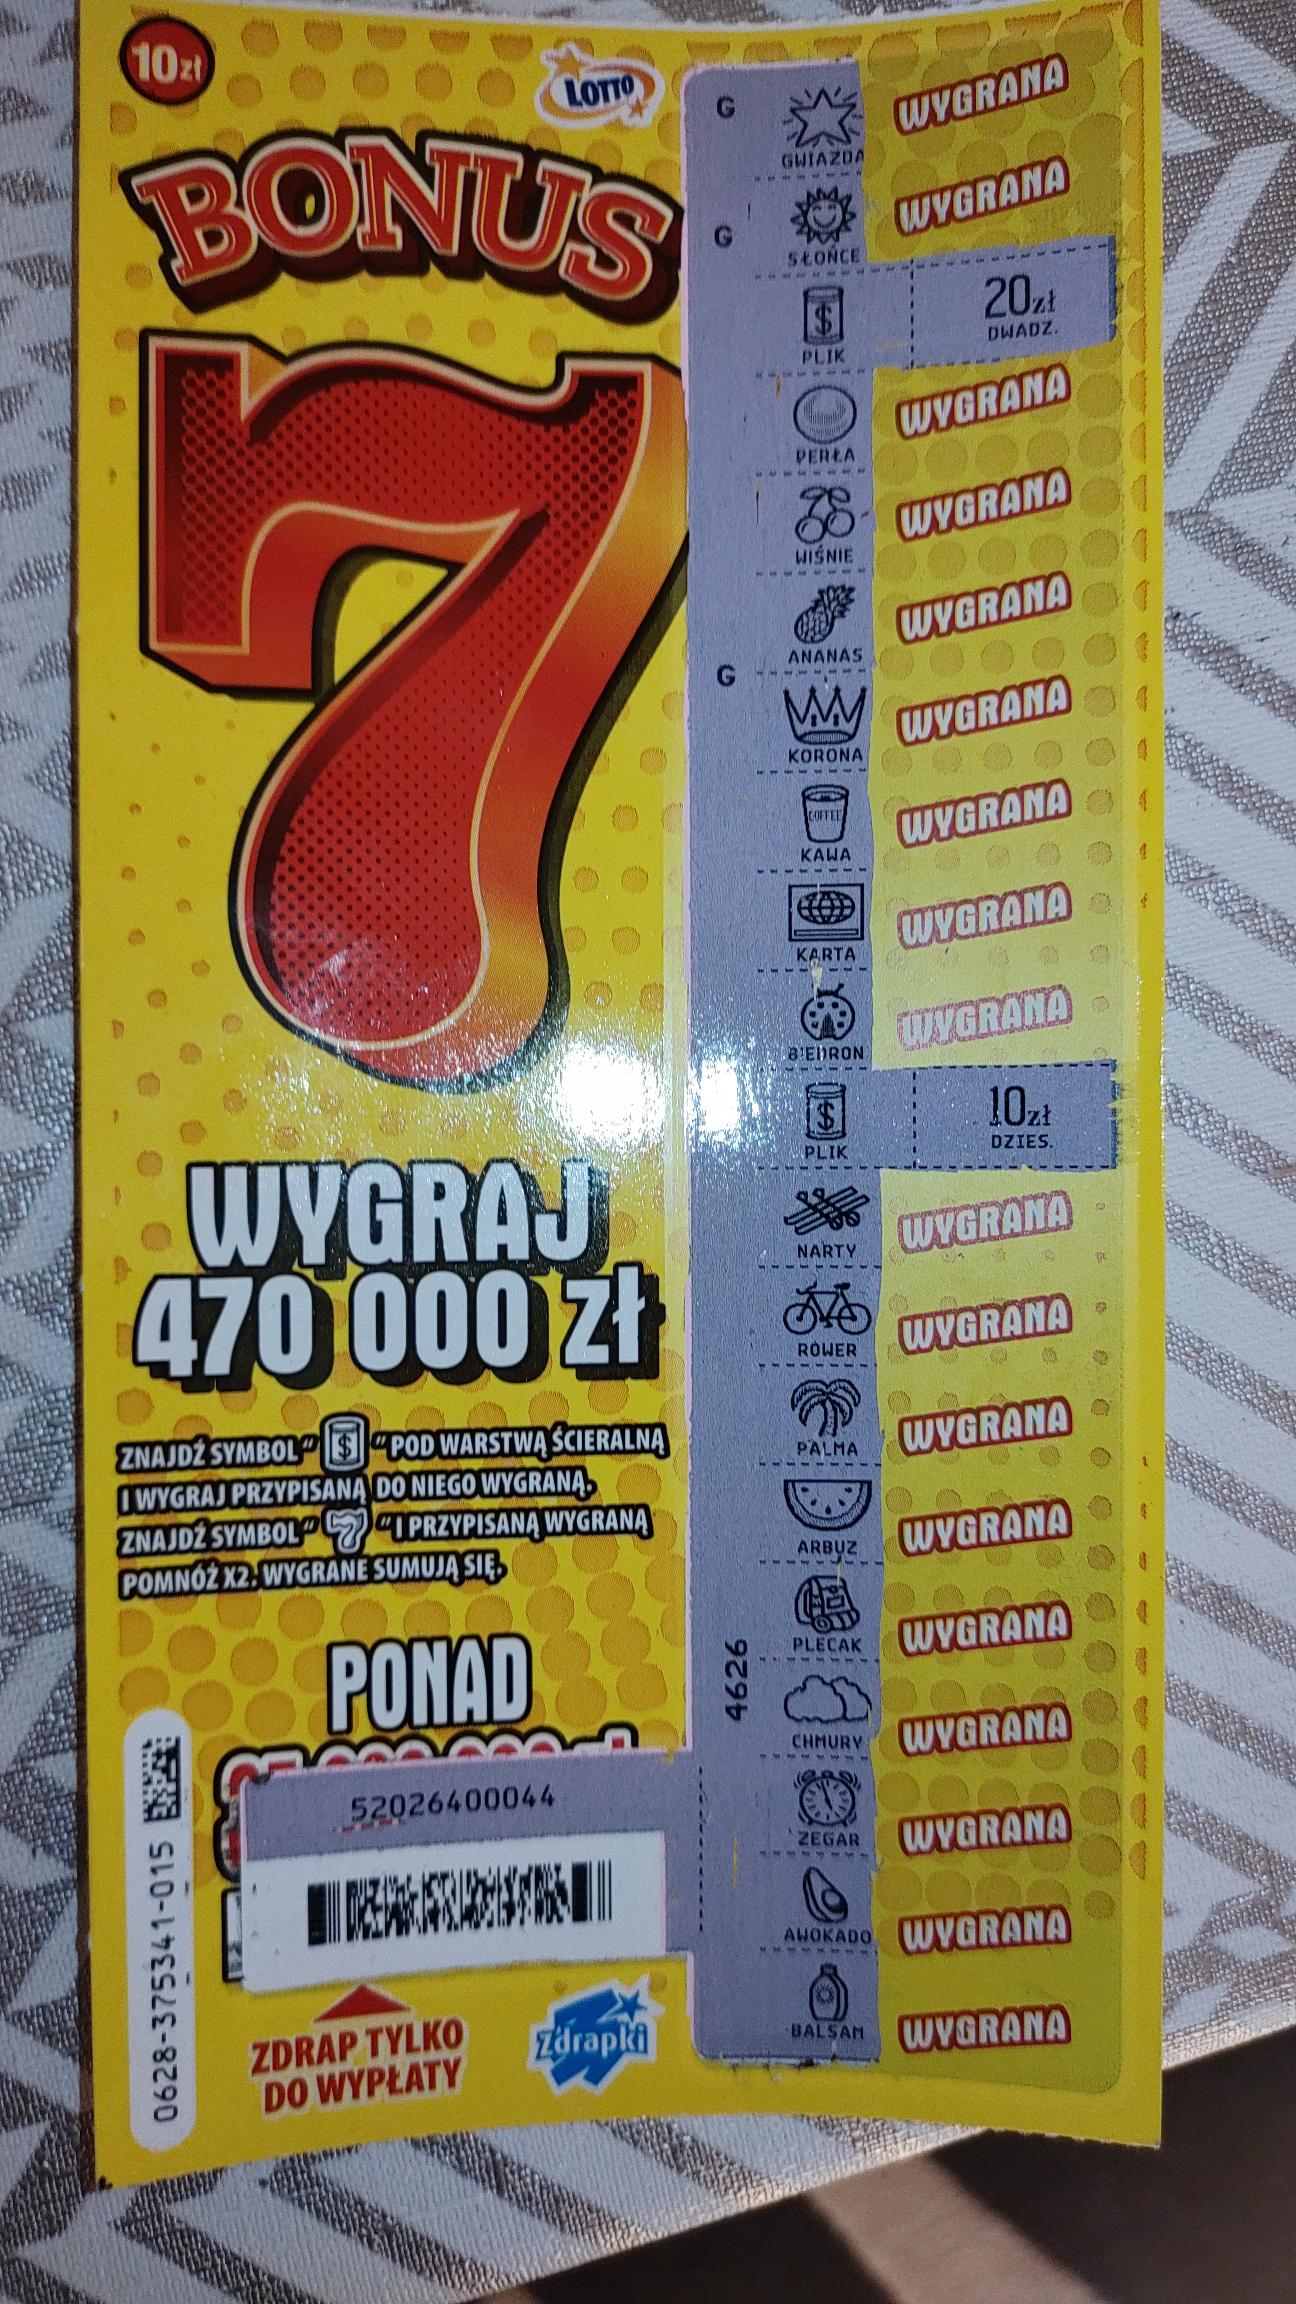 10zł
LOTTO
BONUS
7
WYGRAJ
470 000 zł
ZNAJDŹ SYMBOL "$" POD WARSTWĄ ŚCIERALNĄ
I WYGRAJ PRZYPISANĄ DO NIEGO WYGRANĄ.
ZNAJDŹ SYMBOL "7" I PRZYPISANĄ WYGRANĄ
POMNÓŻ X2. WYGRANE SUMUJĄ SIĘ.
PONAD
52026400044
ZDRAP TYLKO
DO WYPŁATY
Zdrapki
0628-375341-015
G
GWIAZDA
WYGRANA
G
SŁOŃCE
WYGRANA
$
PLIK
20zł
DWADZ.
PERŁA
WYGRANA
WIŚNIE
WYGRANA
ANANAS
WYGRANA
G
KORONA
WYGRANA
COFFEE
KAWA
WYGRANA
KARTA
WYGRANA
BIEDRON
WYGRANA
$
PLIK
10zł
DZIES.
NARTY
WYGRANA
ROWER
WYGRANA
PALMA
WYGRANA
ARBUZ
WYGRANA
PLECAK
WYGRANA
4626
CHMURY
WYGRANA
ZEGAR
WYGRANA
AWOKADO
WYGRANA
BALSAM
WYGRANA